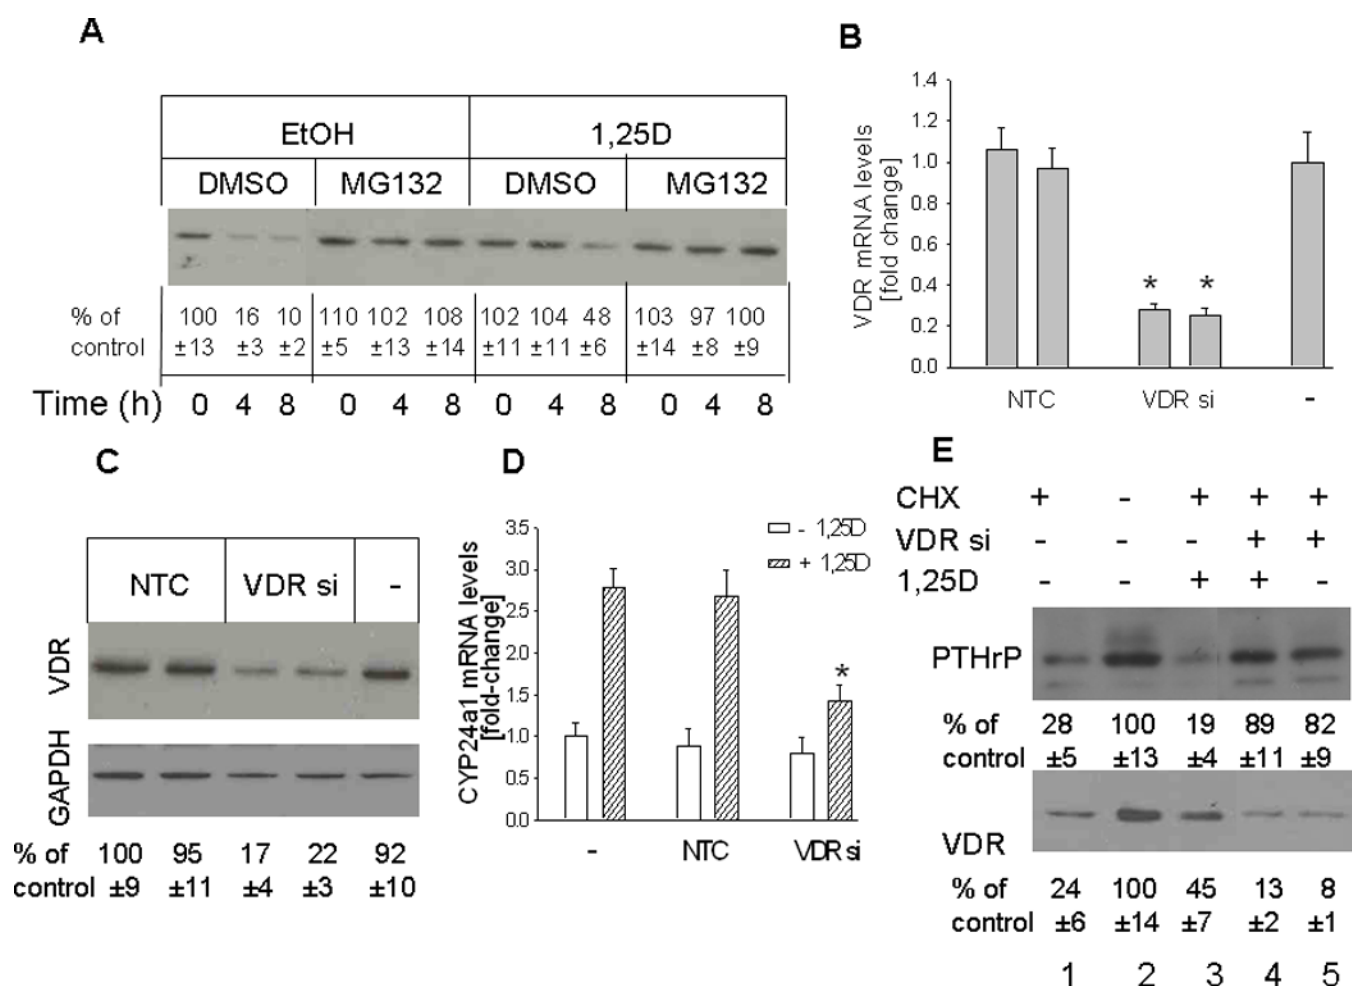 A
EtOH 1,25D
DMSO MG132 DMSO MG132
% of 100 16 10 110 102 108 102 104 48 103 97 100
control ±13 ±3 ±2 ±5 ±13 ±14 ±11 ±11 ±6 ±14 ±8 ±9
Time (h) 0 4 8 0 4 8 0 4 8 0 4 8
B
VDR mRNA levels
[fold change]
1.4
1.2
1.0
0.8
0.6
0.4
0.2
0.0
* *
NTC VDR si -
C
NTC VDR si -
VDR
GAPDH
% of 100 95 17 22 92
control ±9 ±11 ±4 ±3 ±10
D
CYP24a1 mRNA levels
[fold-change]
3.5
3.0
2.5
2.0
1.5
1.0
0.5
0.0
- 1,25D
+ 1,25D
*
- NTC VDR si
E
CHX + - + + +
VDR si - - - + +
1,25D - - + + -
PTHrP
% of 28 100 19 89 82
control ±5 ±13 ±4 ±11 ±9
VDR
% of 24 100 45 13 8
control ±6 ±14 ±7 ±2 ±1
1 2 3 4 5